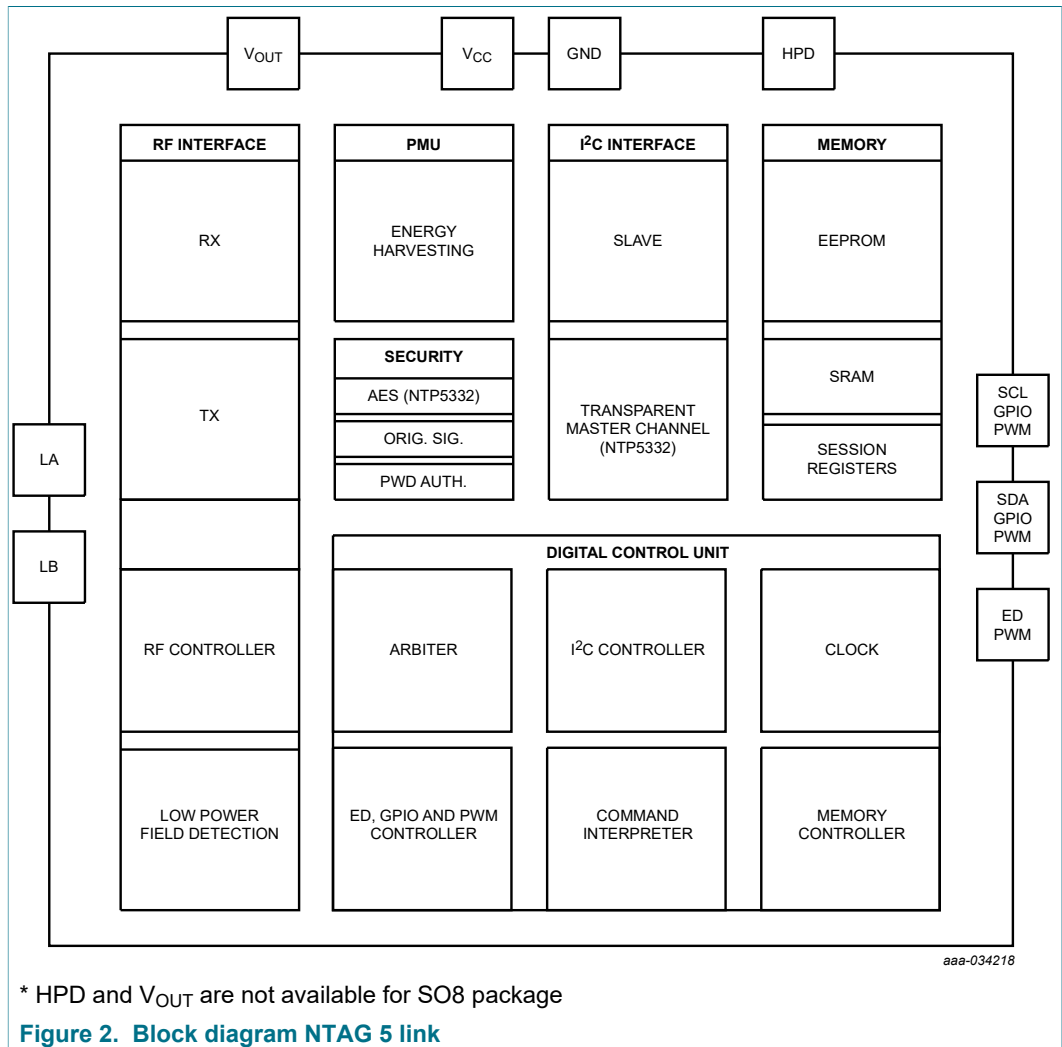 V_OUT
V_CC
GND
HPD
RF INTERFACE
PMU
I²C INTERFACE
MEMORY
RX
ENERGY
HARVESTING
SLAVE
EEPROM
TX
SECURITY
AES (NTP5332)
ORIG. SIG.
PWD AUTH.
TRANSPARENT
MASTER CHANNEL
(NTP5332)
SRAM
SESSION
REGISTERS
LA
LB
SCL
GPIO
PWM
SDA
GPIO
PWM
ED
PWM
DIGITAL CONTROL UNIT
RF CONTROLLER
ARBITER
I²C CONTROLLER
CLOCK
LOW POWER
FIELD DETECTION
ED, GPIO AND PWM
CONTROLLER
COMMAND
INTERPRETER
MEMORY
CONTROLLER
aaa-034218
* HPD and V_OUT are not available for SO8 package
Figure 2. Block diagram NTAG 5 link